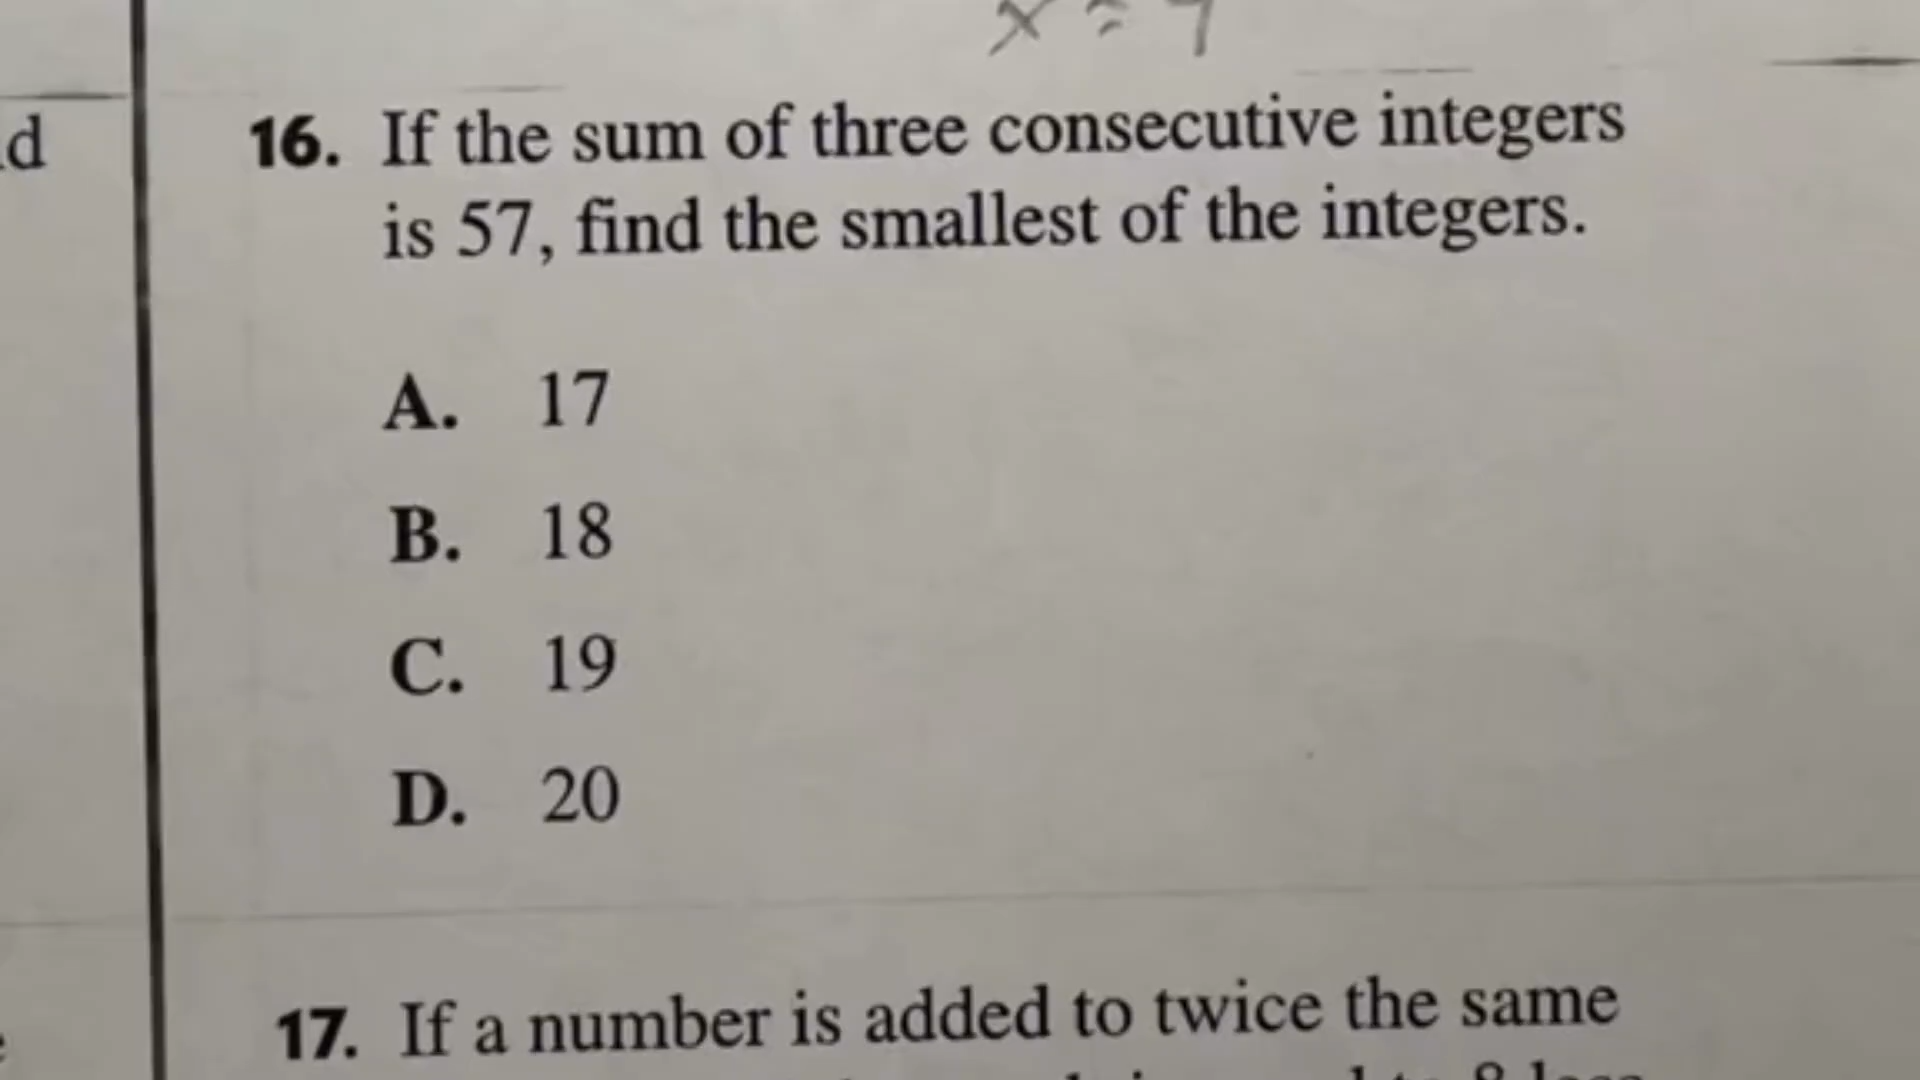 x = 7
d
16. If the sum of three consecutive integers
is 57, find the smallest of the integers.
A. 17
B. 18
C. 19
D. 20
17. If a number is added to twice the same